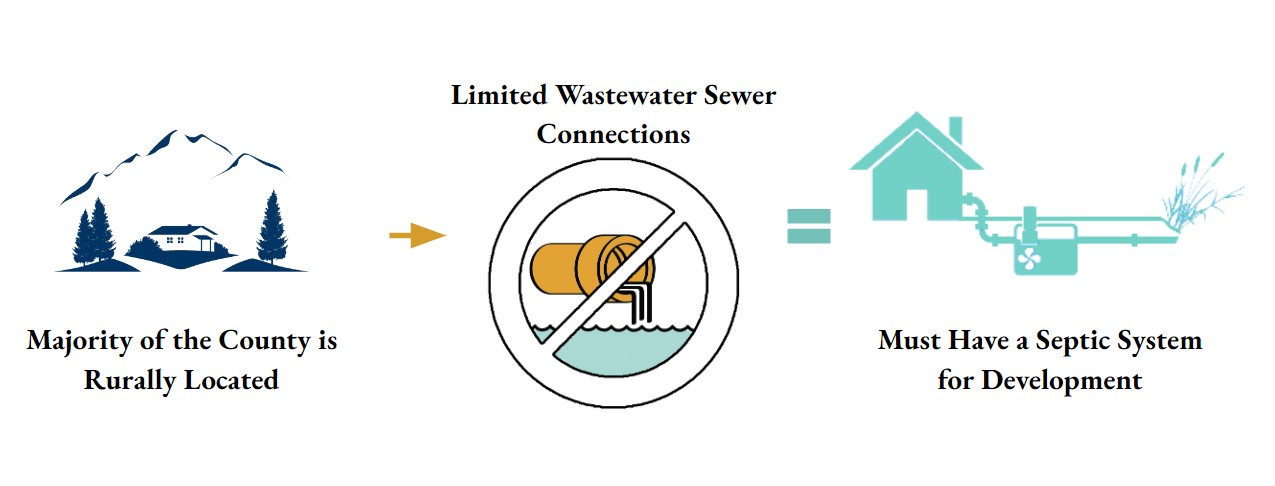 Limited Wastewater Sewer
Connections
Majority of the County is
Rurally Located
Must Have a Septic System
for Development